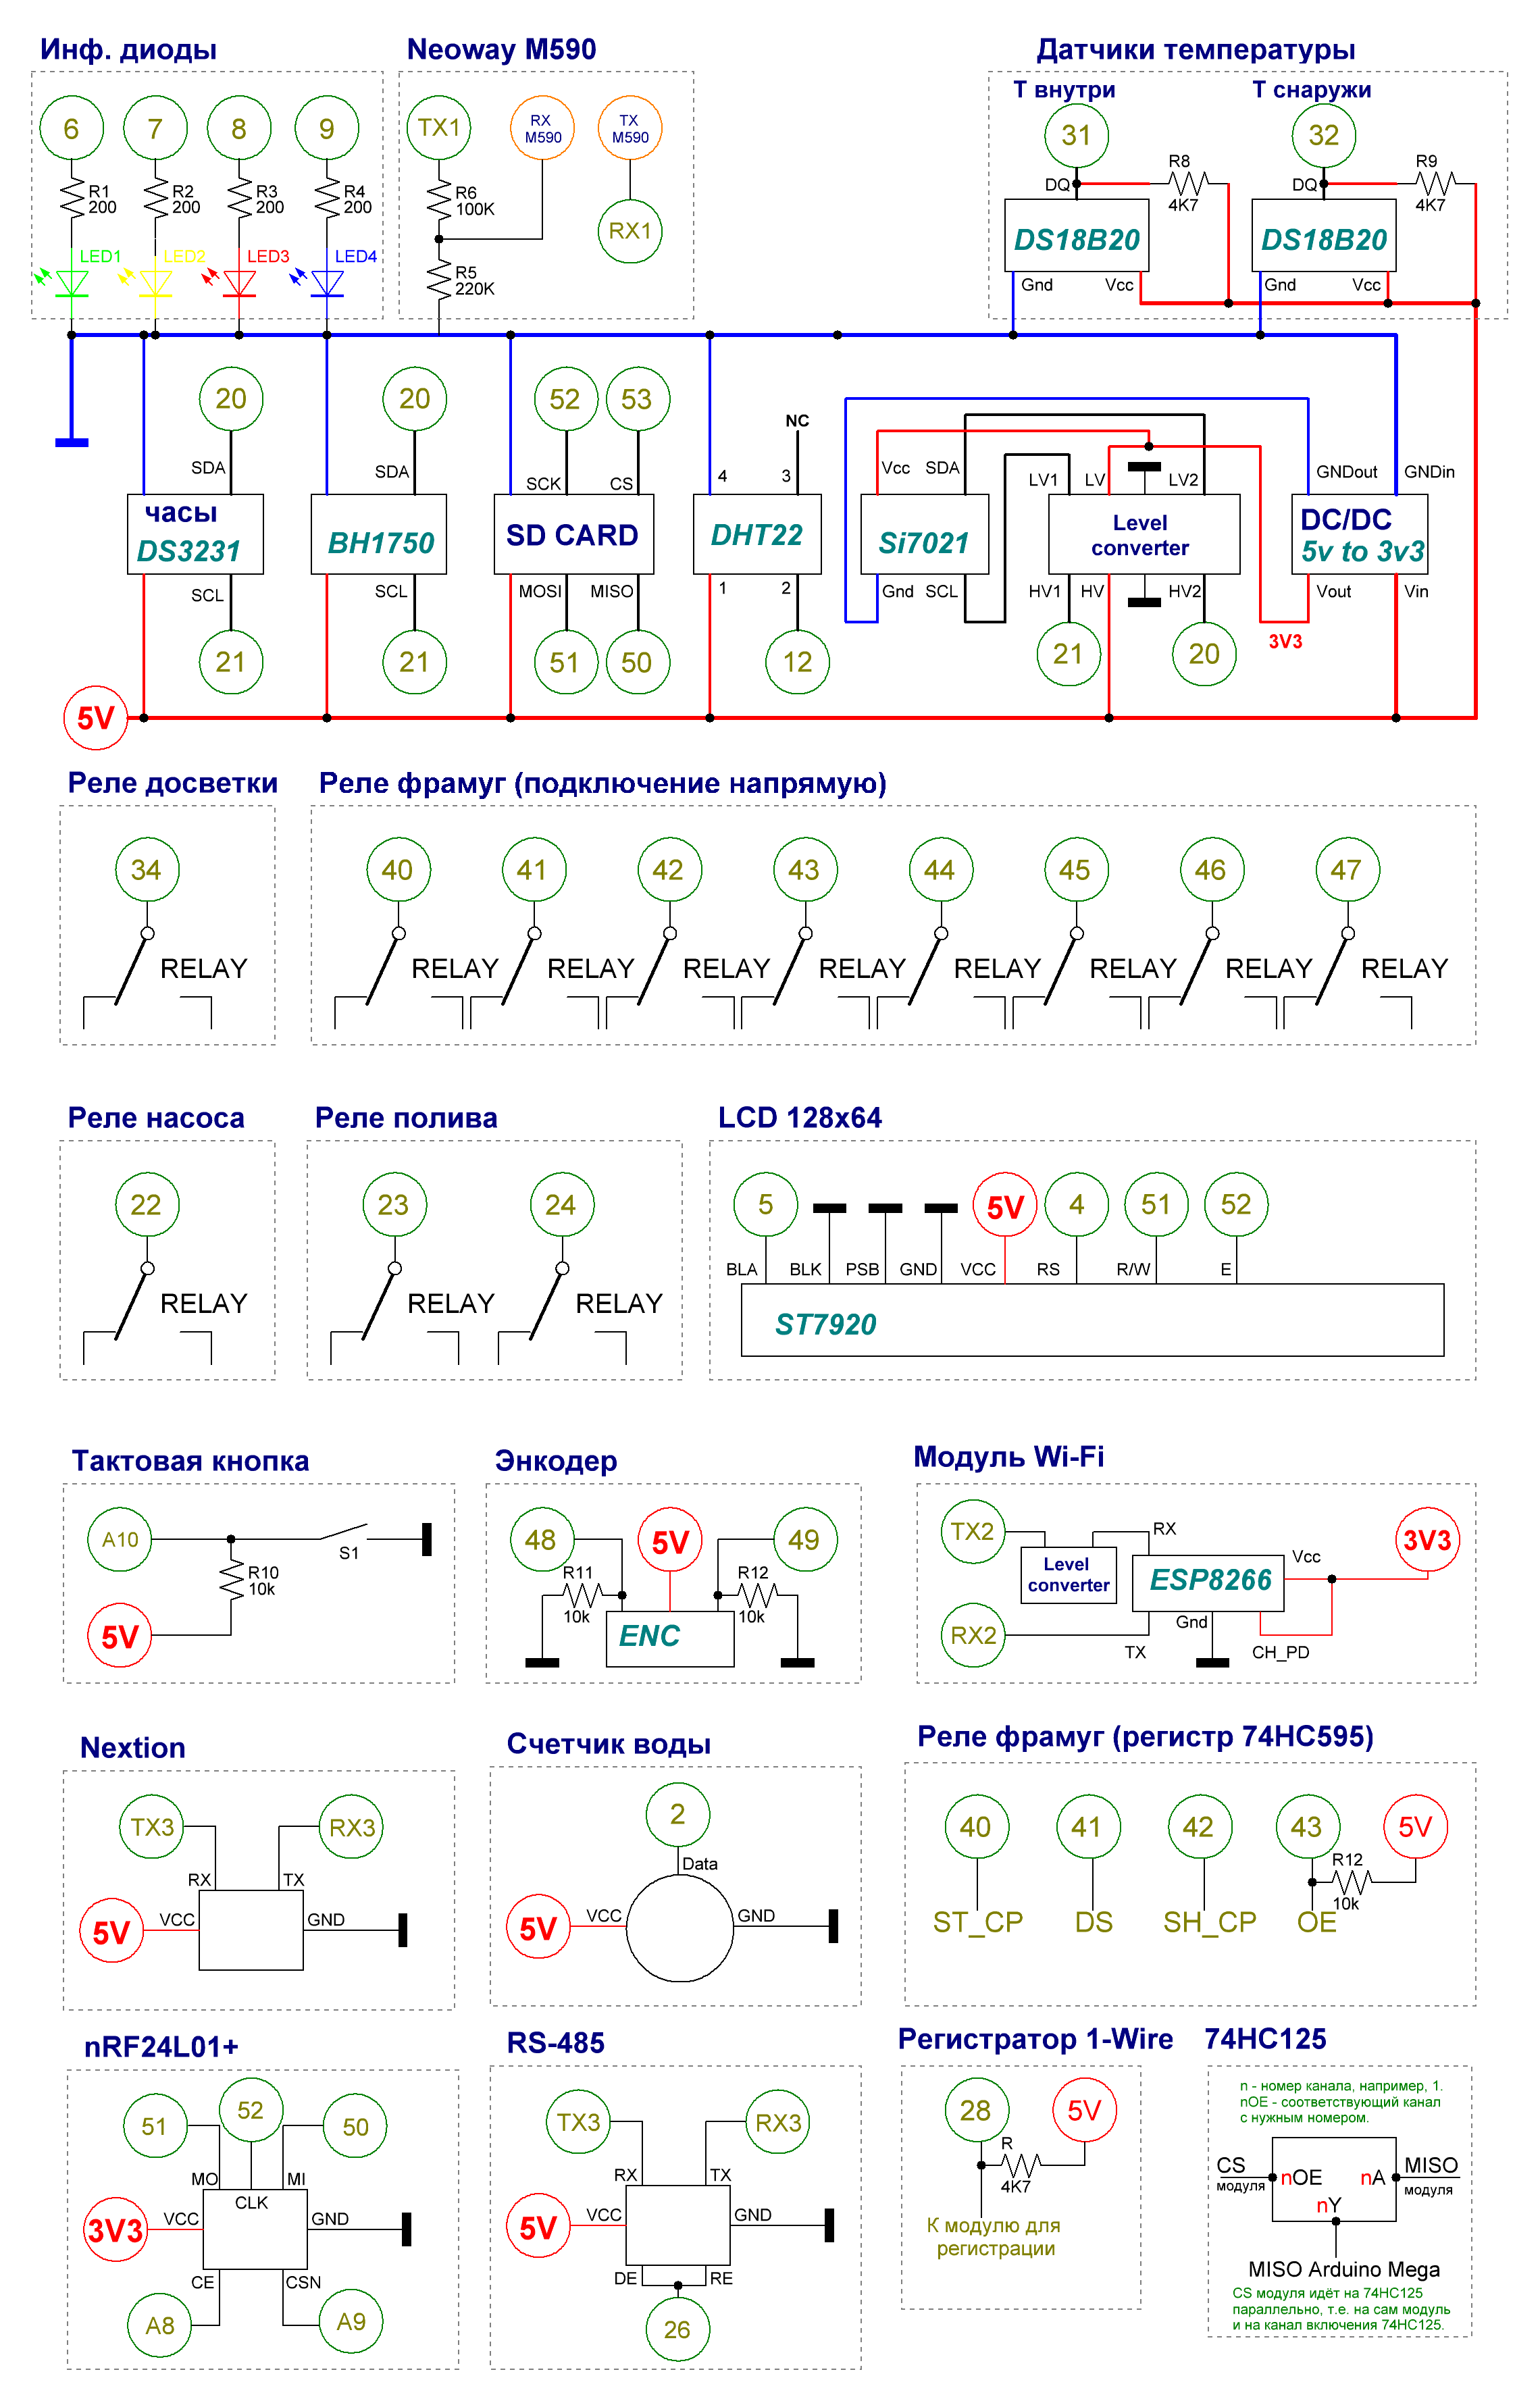 Инф. диоды
6
7
8
9
R1
200
R2
200
R3
200
R4
200
LED1
LED2
LED3
LED4
Neoway M590
TX1
RX
M590
TX
M590
R6
100K
RX1
R5
220K
Датчики температуры
Т внутри
Т снаружи
31
32
DQ
R8
4K7
DQ
R9
4K7
DS18B20
DS18B20
Gnd
Vcc
Gnd
Vcc
20
20
52
53
NC
SDA
SDA
SCK
CS
4
3
Vcc
SDA
LV1
LV
LV2
GNDout
GNDin
часы
DS3231
BH1750
SD CARD
DHT22
Si7021
Level
converter
DC/DC
5v to 3v3
SCL
SCL
MOSI
MISO
1
2
Gnd
SCL
HV1
HV
HV2
Vout
Vin
21
21
51
50
12
21
20
3V3
5V
Реле досветки
34
RELAY
Реле фрамуг (подключение напрямую)
40
41
42
43
44
45
46
47
RELAY
RELAY
RELAY
RELAY
RELAY
RELAY
RELAY
RELAY
Реле насоса
22
RELAY
Реле полива
23
24
RELAY
RELAY
LCD 128x64
5
5V
4
51
52
BLA
BLK
PSB
GND
VCC
RS
R/W
E
ST7920
Тактовая кнопка
A10
S1
R10
10k
5V
Энкодер
48
5V
49
R11
10k
R12
10k
ENC
Модуль Wi-Fi
TX2
RX
3V3
Level
converter
ESP8266
Vcc
RX2
Gnd
TX
CH_PD
Nextion
TX3
RX3
RX
TX
5V
VCC
GND
Счетчик воды
2
Data
5V
VCC
GND
Реле фрамуг (регистр 74HC595)
40
41
42
43
5V
R12
10k
ST_CP
DS
SH_CP
OE
nRF24L01+
51
52
50
MO
MI
CLK
3V3
VCC
GND
CE
CSN
A8
A9
RS-485
TX3
RX3
RX
TX
5V
VCC
GND
DE
RE
26
Регистратор 1-Wire
28
5V
R
4K7
К модулю для
регистрации
74HC125
n - номер канала, например, 1.
nOE - соответствующий канал
с нужным номером.
CS
модуля
nOE
nA
MISO
модуля
nY
MISO Arduino Mega
CS модуля идёт на 74HC125
параллельно, т.е. на сам модуль
и на канал включения 74HC125.